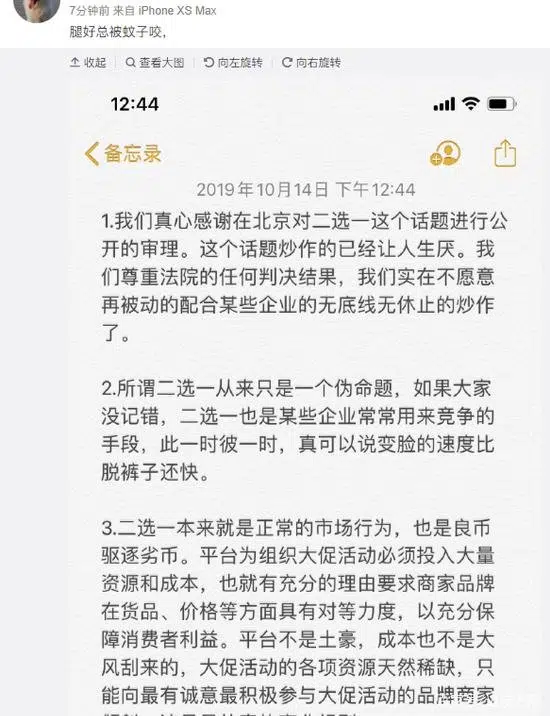 7分钟前 来自 iPhone XS Max
腿好总被蚊子咬,
收起 查看大图 向左旋转 向右旋转
12:44
备忘录
2019年10月14日 下午12:44
1.我们真心感谢在北京对二选一这个话题进行公
开的审理。这个话题炒作的已经让人生厌。我
们尊重法院的任何判决结果，我们实在不愿意
再被动的配合某些企业的无底线无休止的炒作
了。
2.所谓二选一从来只是一个伪命题，如果大家
没记错，二选一也是某些企业常常用来竞争的
手段，此一时彼一时，真可以说变脸的速度比
脱裤子还快。
3.二选一本来就是正常的市场行为，也是良币
驱逐劣币。平台为组织大促活动必须投入大量
资源和成本，也就有充分的理由要求商家品牌
在货品、价格等方面具有对等力度，以充分保
障消费者利益。平台不是土豪，成本也不是大
风刮来的，大促活动的各项资源天然稀缺，只
能向最有诚意最积极参与大促活动的品牌商家